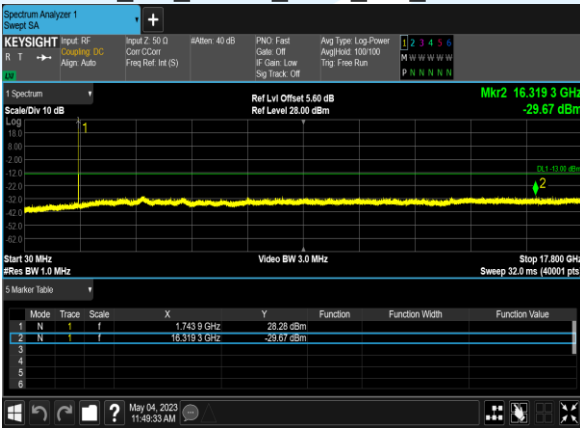 Spectrum Analyzer 1
Swept SA
+
KEYSIGHT Input: RF Input Z: 50 Ω #Atten: 40 dB PNO: Fast Avg Type: Log-Power 1 2 3 4 5 6
R T Coupling: DC Corr CCorr Gate: Off Avg|Hold: 100/100 M W W W W W
Align: Auto Freq Ref: Int (S) IF Gain: Low Trig: Free Run
Sig Track: Off P N N N N N
LV
1 Spectrum Mkr2 16.319 3 GHz
Ref Lvl Offset 5.60 dB
Scale/Div 10 dB Ref Level 28.00 dBm -29.67 dBm
Log
1
18.0
8.00
-2.00
-12.0 DL1 -13.00 dBm
-22.0 2
-32.0
-42.0
-52.0
-62.0
Start 30 MHz Video BW 3.0 MHz Stop 17.800 GHz
#Res BW 1.0 MHz Sweep 32.0 ms (40001 pts
5 Marker Table
Mode Trace Scale X Y Function Function Width Function Value
1 N 1 f 1.743 9 GHz 28.28 dBm
2 N 1 f 16.319 3 GHz -29.67 dBm
3
4
5
6
? May 04, 2023
11:49:33 AM